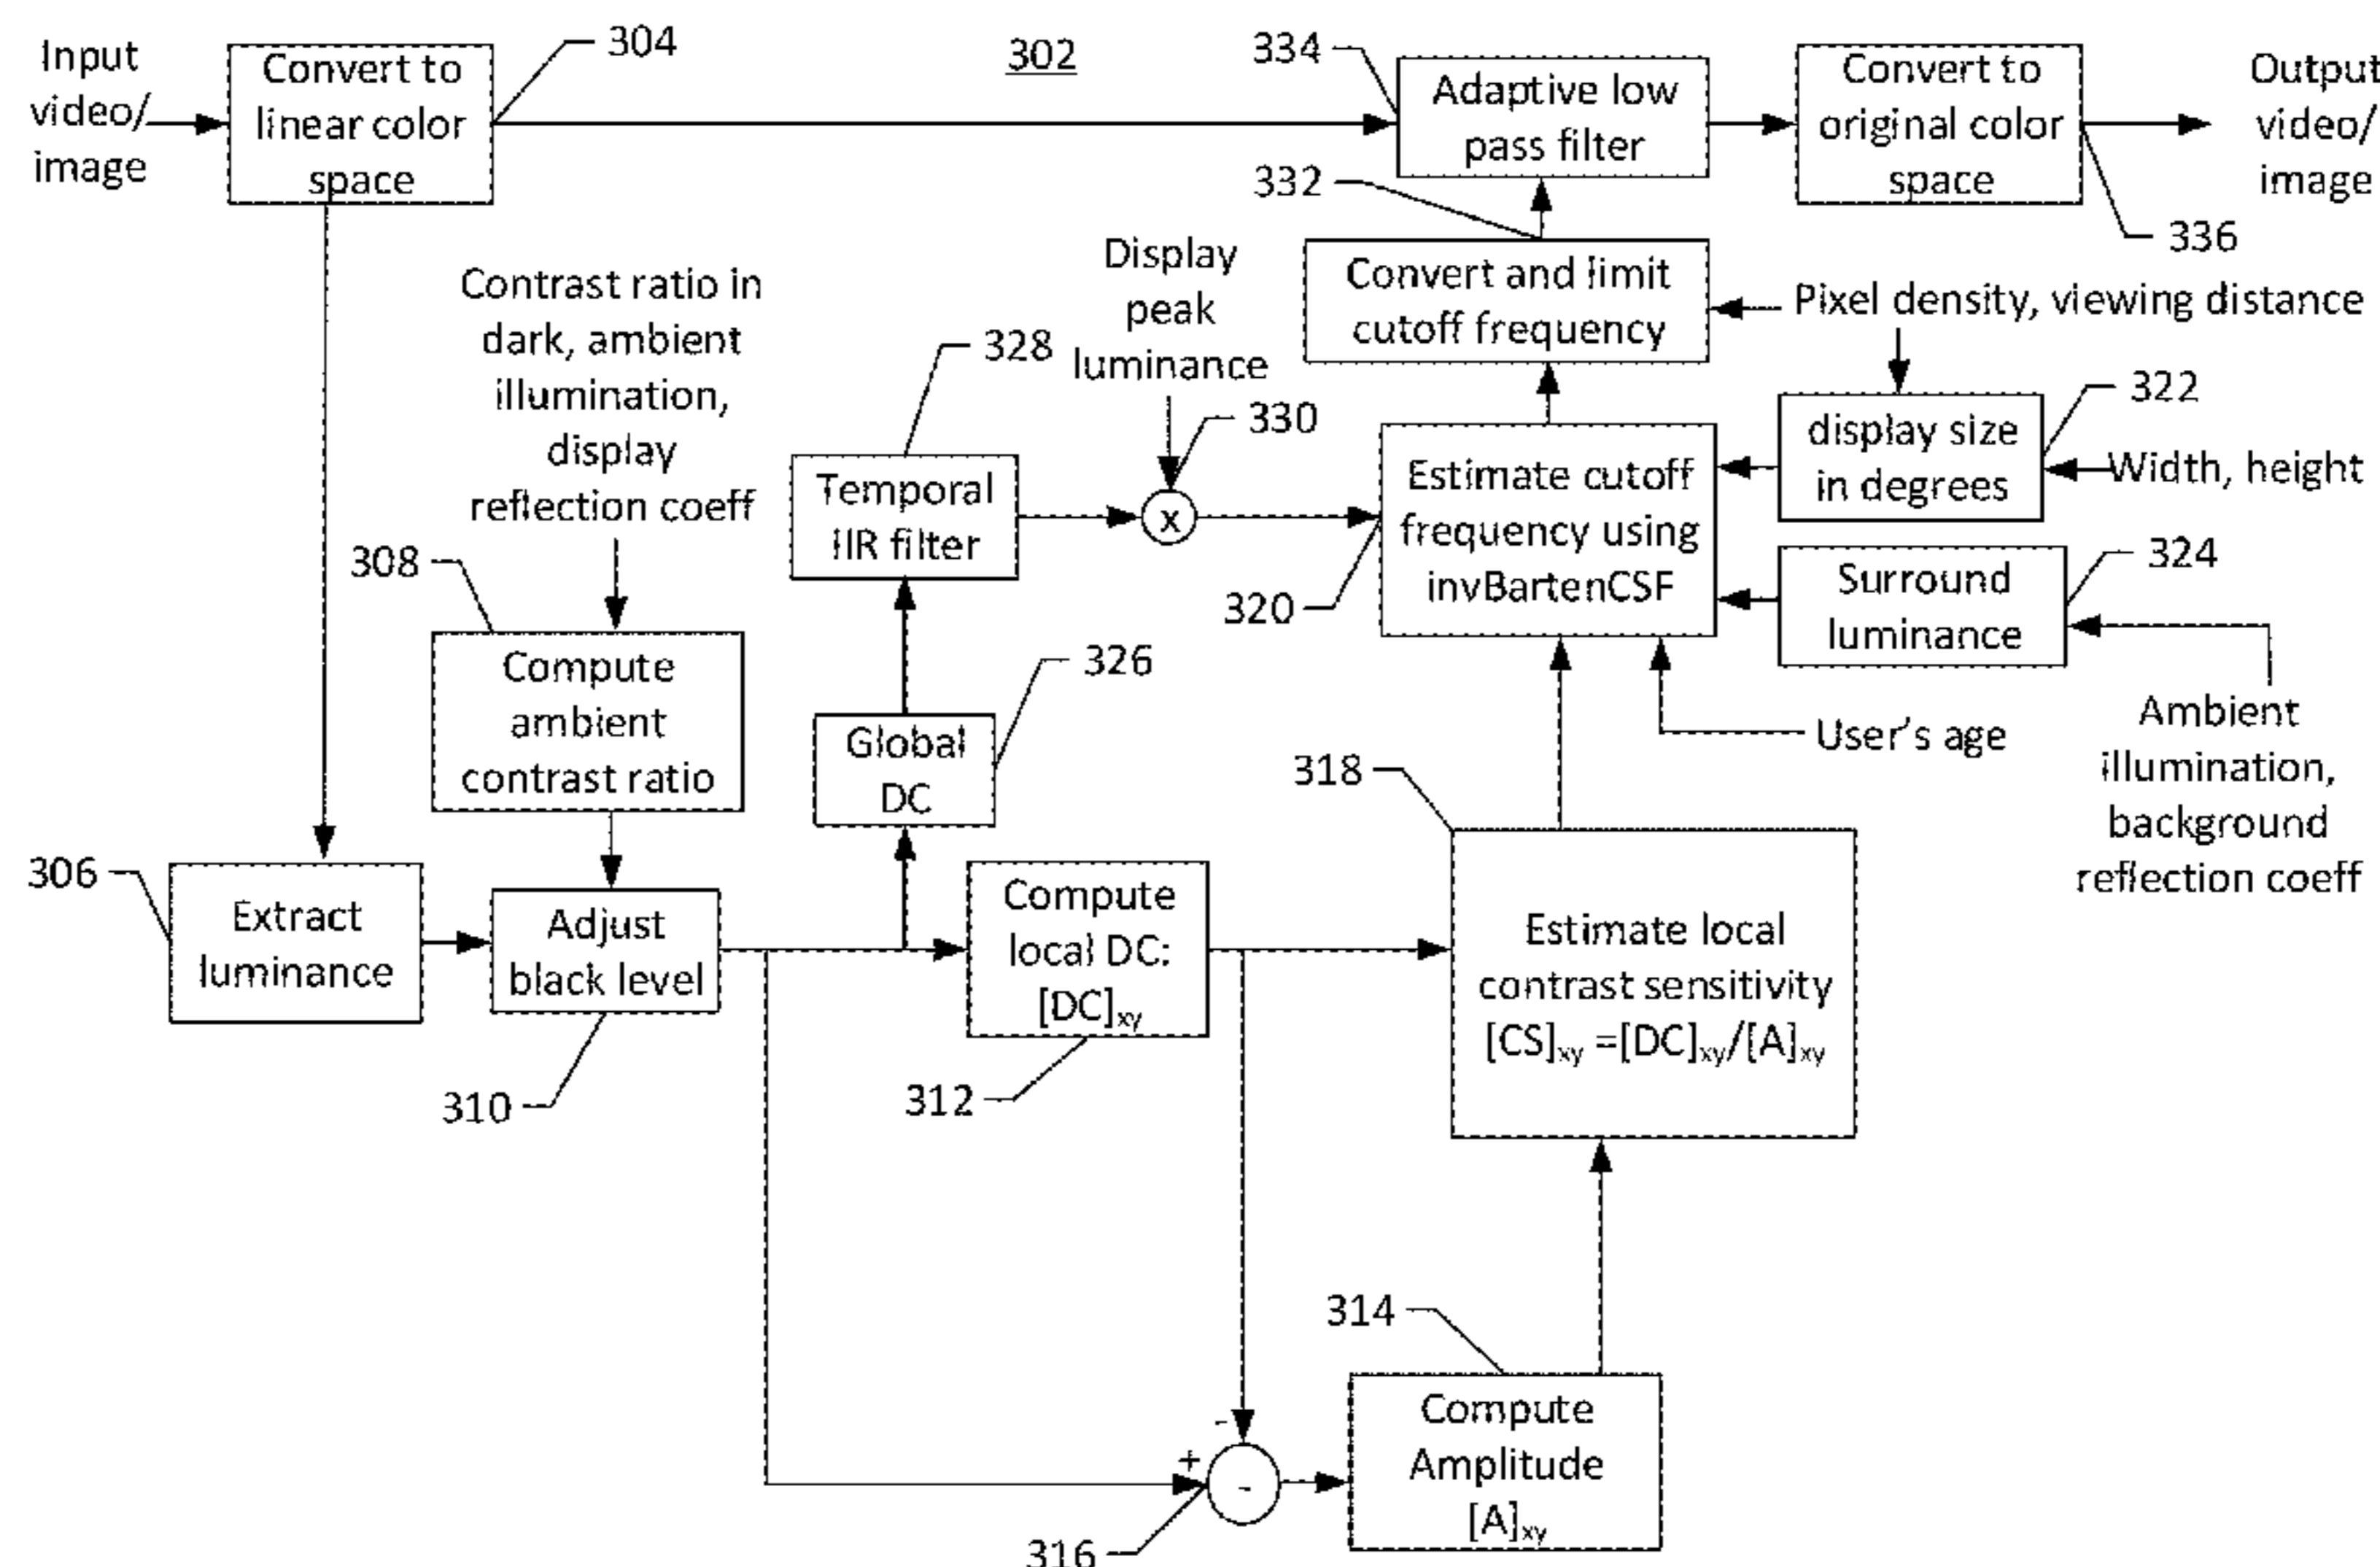 Input
video/
image
Convert to
linear color
space
304
302
334
Adaptive low
pass filter
Convert to
original color
space
Output
video/
image
336
332
Convert and limit
cutoff frequency
Pixel density, viewing distance
Contrast ratio in
dark, ambient
illumination,
display
reflection coeff
Display
peak
luminance
328
330
Temporal
IIR filter
x
320
Estimate cutoff
frequency using
invBartenCSF
display size
in degrees
322
Width, height
Surround
luminance
324
Ambient
illumination,
background
reflection coeff
User's age
308
Compute
ambient
contrast ratio
326
Global
DC
318
306
Extract
luminance
Adjust
black level
310
Compute
local DC:
[DC]xy
312
Estimate local
contrast sensitivity
[CS]xy =[DC]xy/[A]xy
314
Compute
Amplitude
[A]xy
-
+
-
316